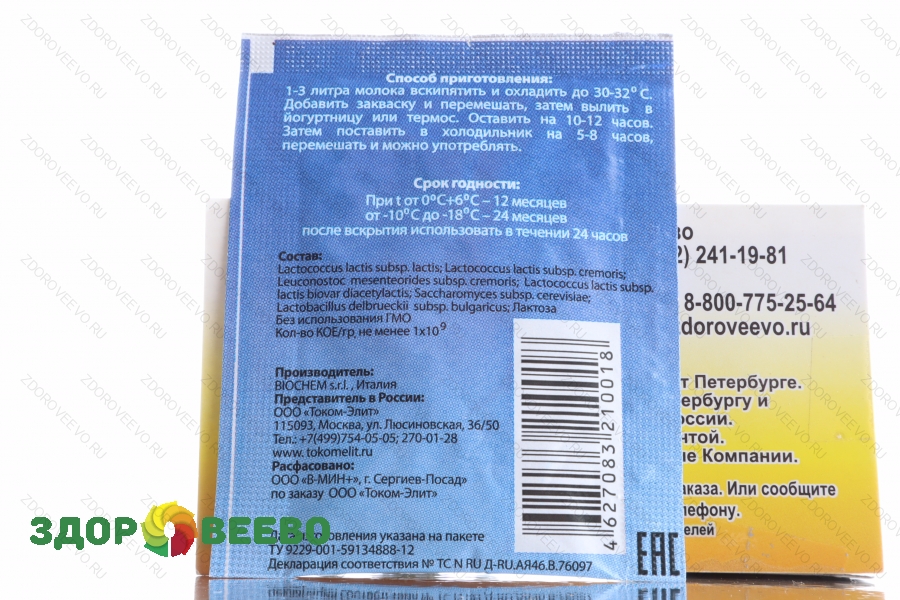 Способ приготовления:
1-3 литра молока вскипятить и охладить до 30-32° С.
Добавить закваску и перемешать, затем вылить в
йогуртницу или термос. Оставить на 10-12 часов.
Затем поставить в холодильник на 5-8 часов,
перемешать и можно употреблять.
Срок годности:
При t от 0°С+6°С – 12 месяцев
от -10°С до -18°С – 24 месяцев
после вскрытия использовать в течении 24 часов
Состав:
Lactococcus lactis subsp. lactis; Lactococcus lactis subsp. cremoris;
Leuconostoc mesenteorides subsp. cremoris; Lactococcus lactis subsp.
lactis biovar diacetylactis; Saccharomyces subsp. cerevisiae;
Lactobacillus delbrueckii subsp. bulgaricus; Лактоза
Без использования ГМО
Кол-во КОЕ/гр, не менее 1x10⁹
Производитель:
BIOCHEM s.r.l. , Италия
Представитель в России:
ООО «Током-Элит»
115093, Москва, ул. Люсиновская, 36/50
Тел.: +7(499)754-05-05; 270-01-28
www. tokomelit.ru
Расфасовано:
ООО «В-МИН+», г. Сергиев-Посад»
по заказу ООО «Током-Элит»
овления указана на пакете
ТУ 9229-001-59134888-12
Декларация соответствия № ТС N RU Д-RU.АЯ46.В.76097
4 627083 210018
EAC
во
2) 241-19-81
8-800-775-25-64
zdoroveevo.ru
т Петербурге.
ербургу и
оссии.
чтой.
ые Компании.
аказа. Или сообщите
лефону.
елей
ЗДОРОВЕЕВО
ZDOROVEEVO.RU